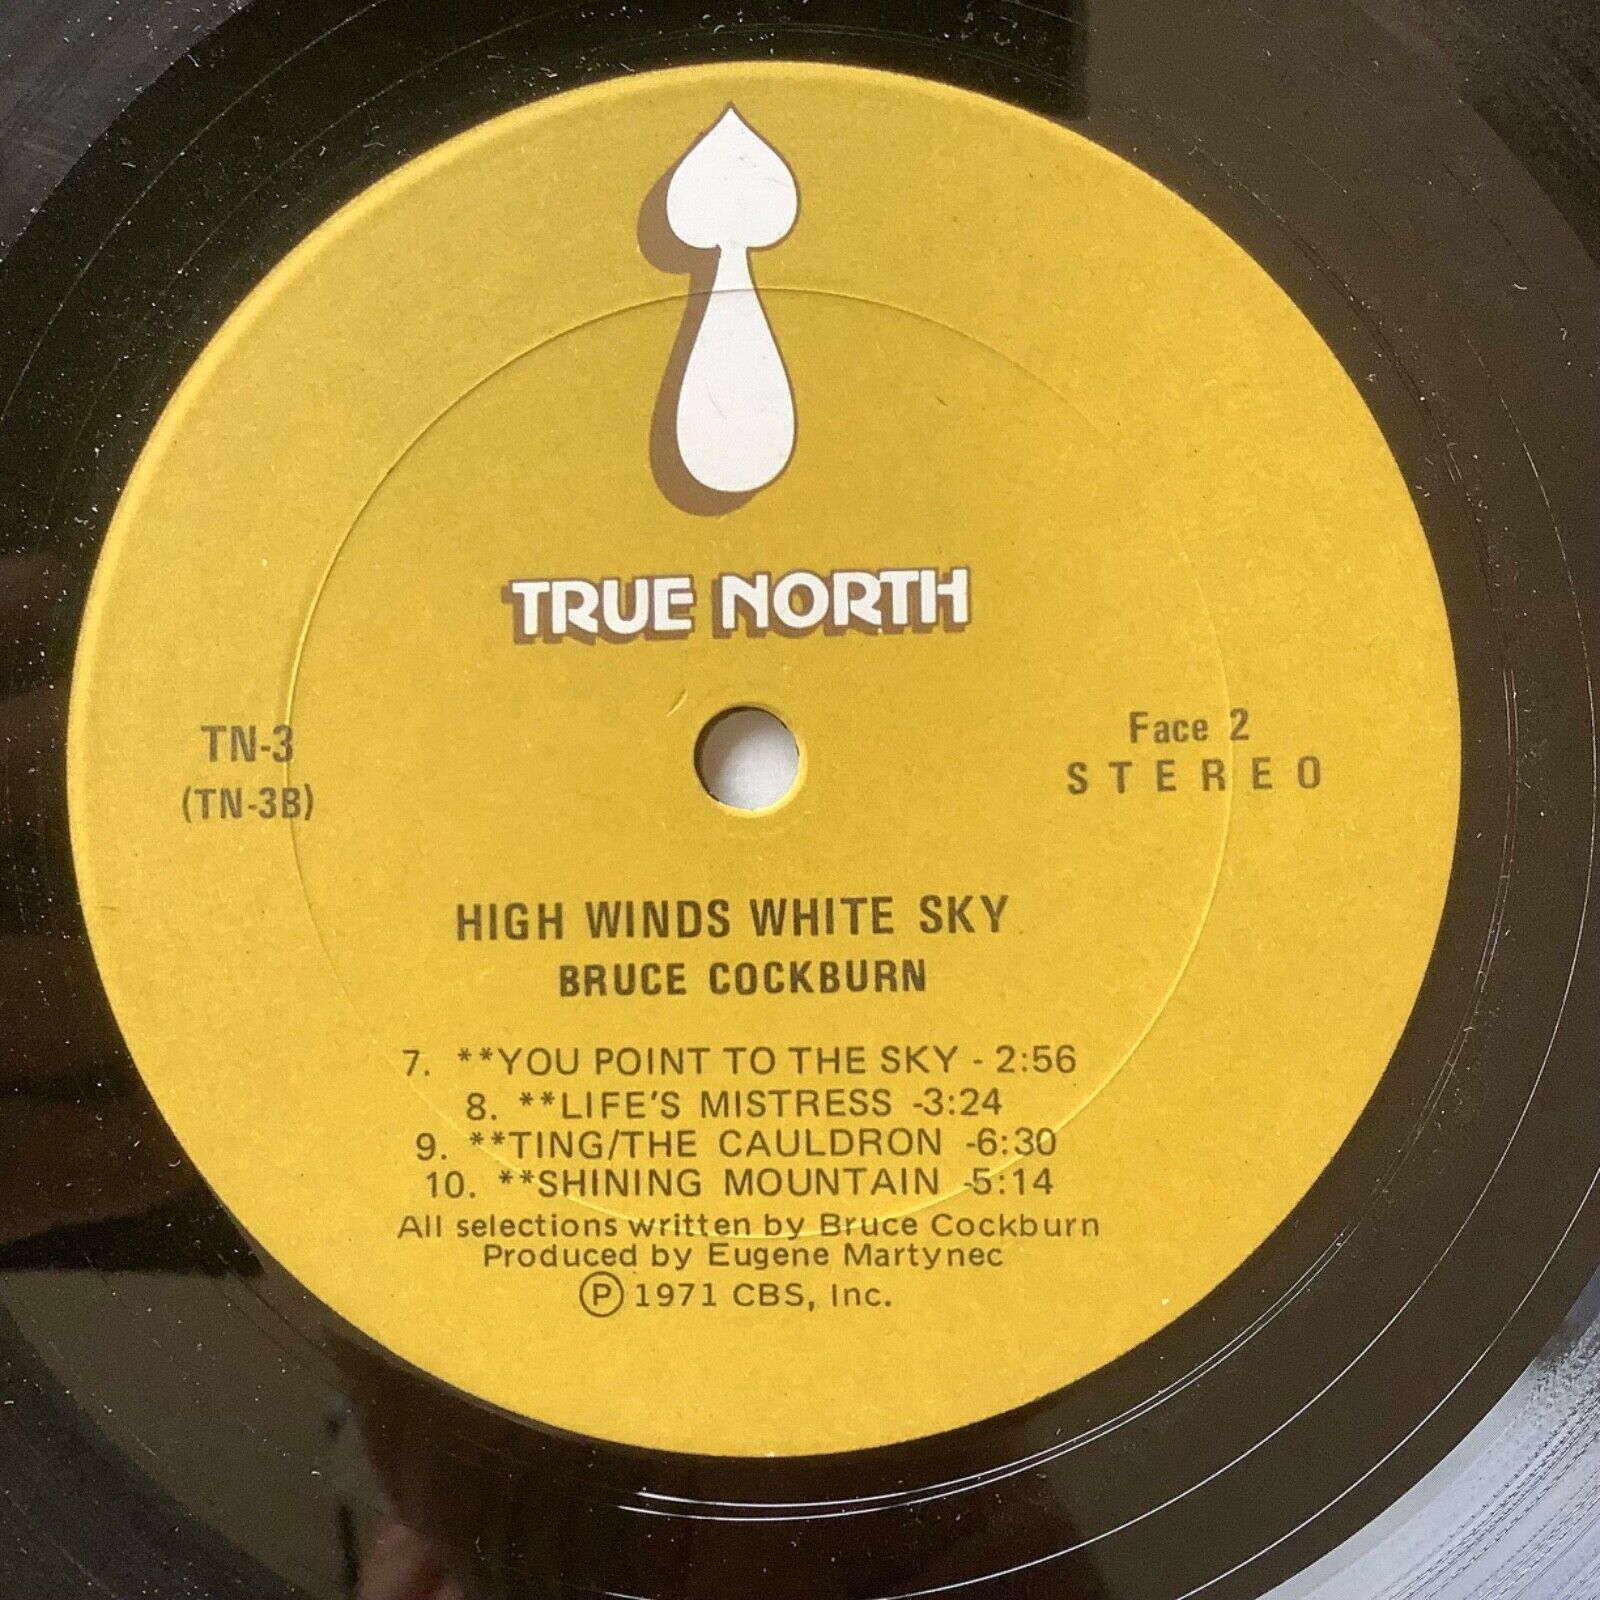 TRUE NORTH
TN-3
(TN-3B)
Face 2
STEREO
HIGH WINDS WHITE SKY
BRUCE COCKBURN
7. **YOU POINT TO THE SKY - 2:56
8. **LIFE'S MISTRESS -3:24
9. **TING/THE CAULDRON -6:30
10. **SHINING MOUNTAIN -5:14
All selections written by Bruce Cockburn
Produced by Eugene Martynec
Ⓟ 1971 CBS, Inc.